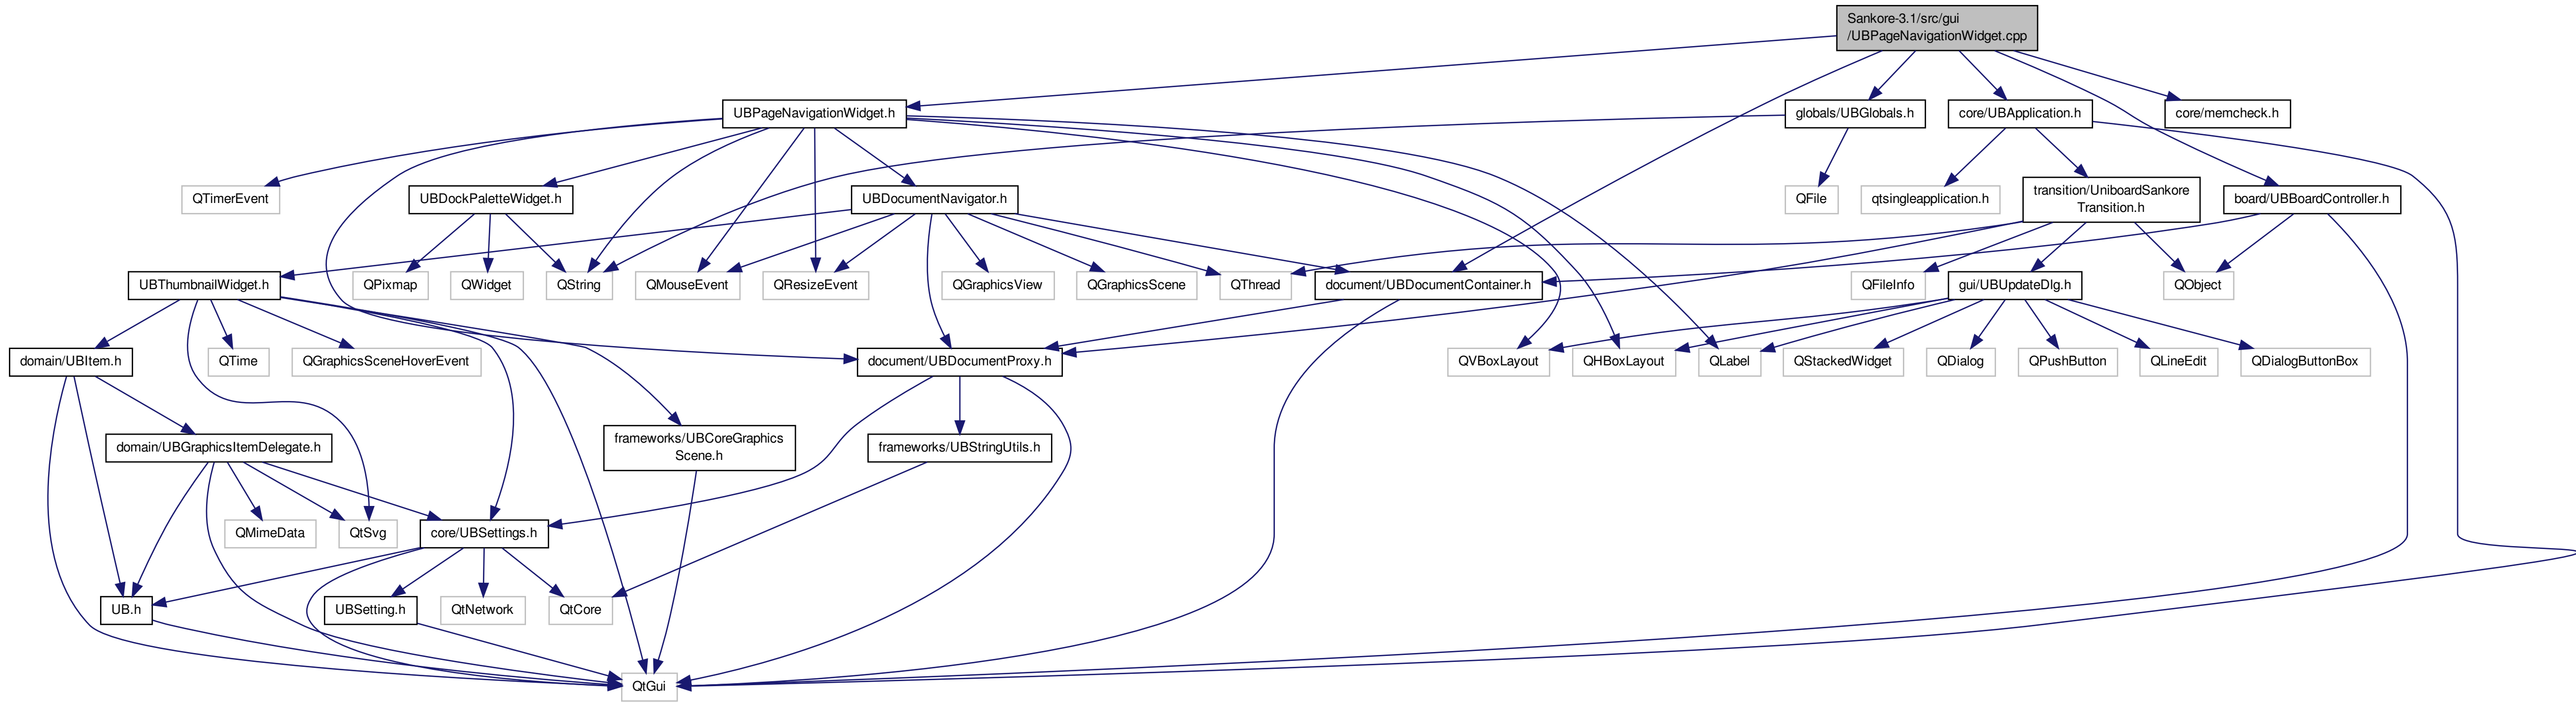 Sankore-3.1/src/gui
/UBPageNavigationWidget.cpp
UBPageNavigationWidget.h
globals/UBGlobals.h
core/UBApplication.h
core/memcheck.h
QTimerEvent
UBDockPaletteWidget.h
UBDocumentNavigator.h
QFile
qtsingleapplication.h
transition/UniboardSankore
Transition.h
board/UBBoardController.h
UBThumbnailWidget.h
QPixmap
QWidget
QString
QMouseEvent
QResizeEvent
QGraphicsView
QGraphicsScene
QThread
document/UBDocumentContainer.h
QFileInfo
gui/UBUpdateDlg.h
QObject
domain/UBItem.h
QTime
QGraphicsSceneHoverEvent
document/UBDocumentProxy.h
QVBoxLayout
QHBoxLayout
QLabel
QStackedWidget
QDialog
QPushButton
QLineEdit
QDialogButtonBox
domain/UBGraphicsItemDelegate.h
frameworks/UBCoreGraphics
Scene.h
frameworks/UBStringUtils.h
QMimeData
QtSvg
core/UBSettings.h
UB.h
UBSetting.h
QtNetwork
QtCore
QtGui